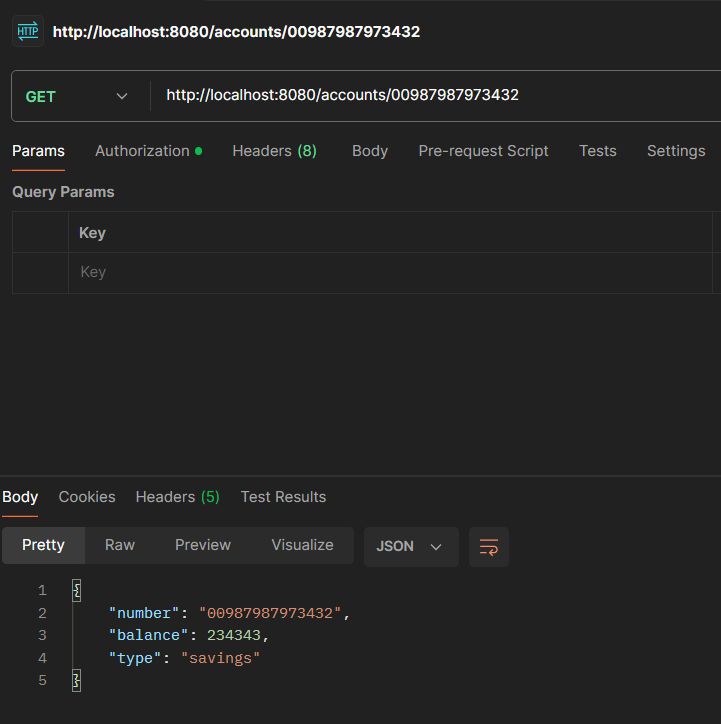 HTTP http://localhost:8080/accounts/00987987973432
GET http://localhost:8080/accounts/00987987973432
Params Authorization Headers (8) Body Pre-request Script Tests Settings
Query Params
Key
Key
Body Cookies Headers (5) Test Results
Pretty Raw Preview Visualize JSON
1 {
2 "number": "00987987973432",
3 "balance": 234343,
4 "type": "savings"
5 }